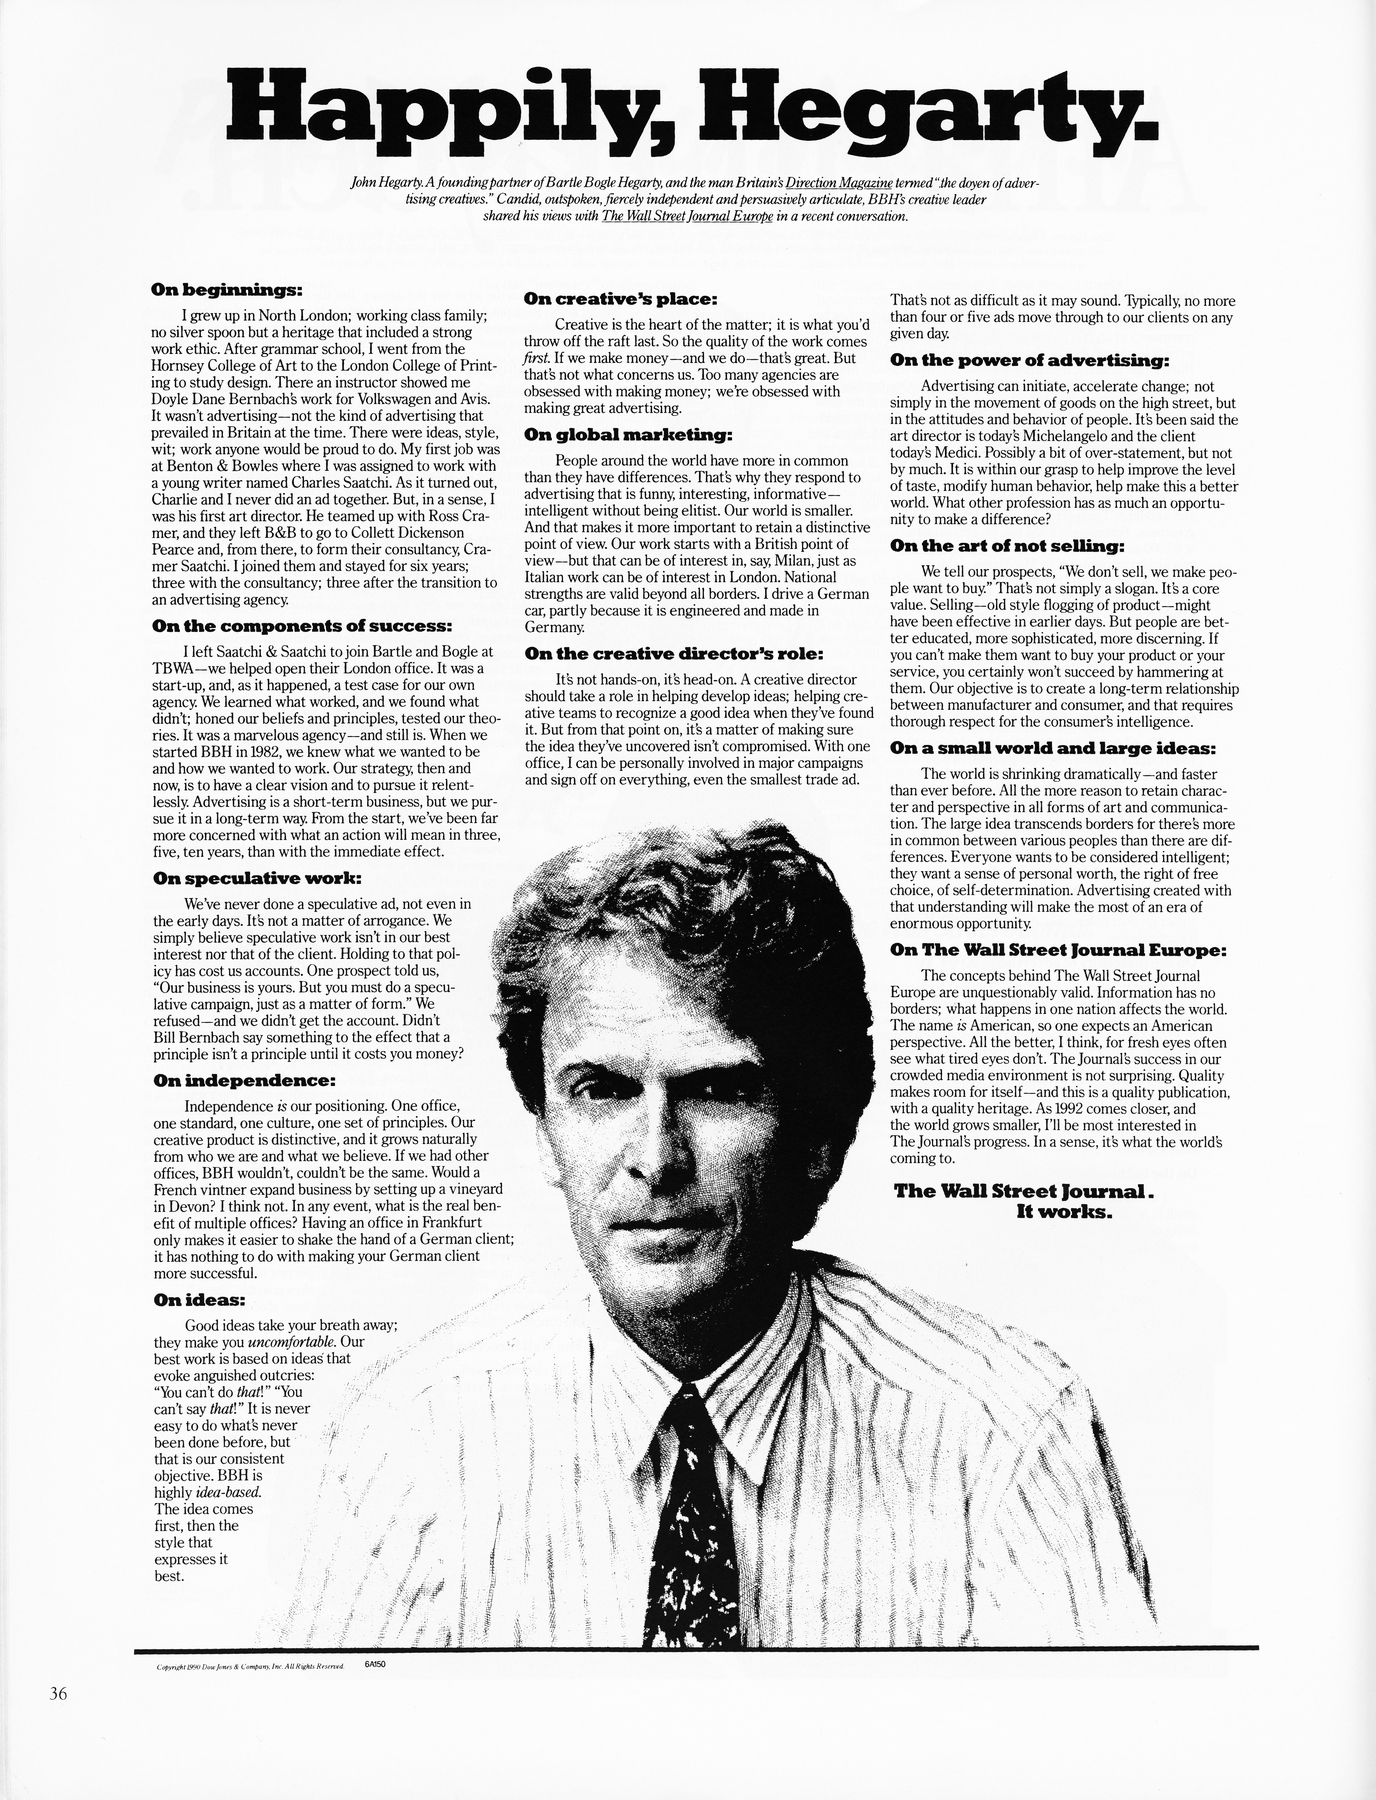 Happily, Hegarty.
John Hegarty. A founding partner of Bartle Bogle Hegarty, and the man Britain's Direction Magazine termed "the doyen of adver-
tising creatives." Candid, outspoken, fiercely independent and persuasively articulate, BBH's creative leader
shared his views with The Wall Street Journal Europe in a recent conversation.
On beginnings:
I grew up in North London; working class family;
no silver spoon but a heritage that included a strong
work ethic. After grammar school, I went from the
Hornsey College of Art to the London College of Print-
ing to study design. There an instructor showed me
Doyle Dane Bernbach's work for Volkswagen and Avis.
It wasn't advertising—not the kind of advertising that
prevailed in Britain at the time. There were ideas, style,
wit; work anyone would be proud to do. My first job was
at Benton & Bowles where I was assigned to work with
a young writer named Charles Saatchi. As it turned out,
Charlie and I never did an ad together. But, in a sense, I
was his first art director. He teamed up with Ross Cra-
mer, and they left B&B to go to Collett Dickenson
Pearce and, from there, to form their consultancy, Cra-
mer Saatchi. I joined them and stayed for six years;
three with the consultancy; three after the transition to
an advertising agency.
On the components of success:
I left Saatchi & Saatchi to join Bartle and Bogle at
TBWA—we helped open their London office. It was a
start-up, and, as it happened, a test case for our own
agency. We learned what worked, and we found what
didn't; honed our beliefs and principles, tested our theo-
ries. It was a marvelous agency—and still is. When we
started BBH in 1982, we knew what we wanted to be
and how we wanted to work. Our strategy, then and
now, is to have a clear vision and to pursue it relent-
lessly. Advertising is a short-term business, but we pur-
sue it in a long-term way. From the start, we've been far
more concerned with what an action will mean in three,
five, ten years, than with the immediate effect.
On speculative work:
We've never done a speculative ad, not even in
the early days. It's not a matter of arrogance. We
simply believe speculative work isn't in our best
interest nor that of the client. Holding to that pol-
icy has cost us accounts. One prospect told us,
"Our business is yours. But you must do a specu-
lative campaign, just as a matter of form." We
refused—and we didn't get the account. Didn't
Bill Bernbach say something to the effect that a
principle isn't a principle until it costs you money?
On independence:
Independence is our positioning. One office,
one standard, one culture, one set of principles. Our
creative product is distinctive, and it grows naturally
from who we are and what we believe. If we had other
offices, BBH wouldn't, couldn't be the same. Would a
French vintner expand business by setting up a vineyard
in Devon? I think not. In any event, what is the real ben-
efit of multiple offices? Having an office in Frankfurt
only makes it easier to shake the hand of a German client;
it has nothing to do with making your German client
more successful.
On ideas:
Good ideas take your breath away;
they make you uncomfortable. Our
best work is based on ideas that
evoke anguished outcries:
"You can't do that!" "You
can't say that!" It is never
easy to do what's never
been done before, but
that is our consistent
objective. BBH is
highly idea-based.
The idea comes
first, then the
style that
expresses it
best.
On creative's place:
Creative is the heart of the matter; it is what you'd
throw off the raft last. So the quality of the work comes
first. If we make money—and we do—that's great. But
that's not what concerns us. Too many agencies are
obsessed with making money; we're obsessed with
making great advertising.
On global marketing:
People around the world have more in common
than they have differences. That's why they respond to
advertising that is funny, interesting, informative—
intelligent without being elitist. Our world is smaller.
And that makes it more important to retain a distinctive
point of view. Our work starts with a British point of
view—but that can be of interest in, say, Milan, just as
Italian work can be of interest in London. National
strengths are valid beyond all borders. I drive a German
car, partly because it is engineered and made in
Germany.
On the creative director's role:
It's not hands-on, it's head-on. A creative director
should take a role in helping develop ideas; helping cre-
ative teams to recognize a good idea when they've found
it. But from that point on, it's a matter of making sure
the idea they've uncovered isn't compromised. With one
office, I can be personally involved in major campaigns
and sign off on everything, even the smallest trade ad.
That's not as difficult as it may sound. Typically, no more
than four or five ads move through to our clients on any
given day.
On the power of advertising:
Advertising can initiate, accelerate change; not
simply in the movement of goods on the high street, but
in the attitudes and behavior of people. It's been said the
art director is today's Michelangelo and the client
today's Medici. Possibly a bit of over-statement, but not
by much. It is within our grasp to help improve the level
of taste, modify human behavior, help make this a better
world. What other profession has as much an opportu-
nity to make a difference?
On the art of not selling:
We tell our prospects, "We don't sell, we make peo-
ple want to buy." That's not simply a slogan. It's a core
value. Selling—old style flogging of product—might
have been effective in earlier days. But people are bet-
ter educated, more sophisticated, more discerning. If
you can't make them want to buy your product or your
service, you certainly won't succeed by hammering at
them. Our objective is to create a long-term relationship
between manufacturer and consumer, and that requires
thorough respect for the consumer's intelligence.
On a small world and large ideas:
The world is shrinking dramatically—and faster
than ever before. All the more reason to retain charac-
ter and perspective in all forms of art and communica-
tion. The large idea transcends borders for there's more
in common between various peoples than there are dif-
ferences. Everyone wants to be considered intelligent;
they want a sense of personal worth, the right of free
choice, of self-determination. Advertising created with
that understanding will make the most of an era of
enormous opportunity.
On The Wall Street Journal Europe:
The concepts behind The Wall Street Journal
Europe are unquestionably valid. Information has no
borders; what happens in one nation affects the world.
The name is American, so one expects an American
perspective. All the better, I think, for fresh eyes often
see what tired eyes don't. The Journal's success in our
crowded media environment is not surprising. Quality
makes room for itself—and this is a quality publication,
with a quality heritage. As 1992 comes closer, and
the world grows smaller, I'll be most interested in
The Journal's progress. In a sense, it's what the world's
coming to.
The Wall Street Journal.
It works.
Copyright 1990 Dow Jones & Company, Inc. All Rights Reserved.
6A150
36